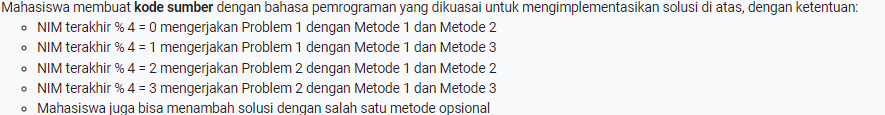 Mahasiswa membuat kode sumber dengan bahasa pemrograman yang dikuasai untuk mengimplementasikan solusi di atas, dengan ketentuan:
NIM terakhir % 4 = 0 mengerjakan Problem 1 dengan Metode 1 dan Metode 2
NIM terakhir % 4 = 1 mengerjakan Problem 1 dengan Metode 1 dan Metode 3
NIM terakhir % 4 = 2 mengerjakan Problem 2 dengan Metode 1 dan Metode 2
NIM terakhir % 4 = 3 mengerjakan Problem 2 dengan Metode 1 dan Metode 3
Mahasiswa juga bisa menambah solusi dengan salah satu metode opsional